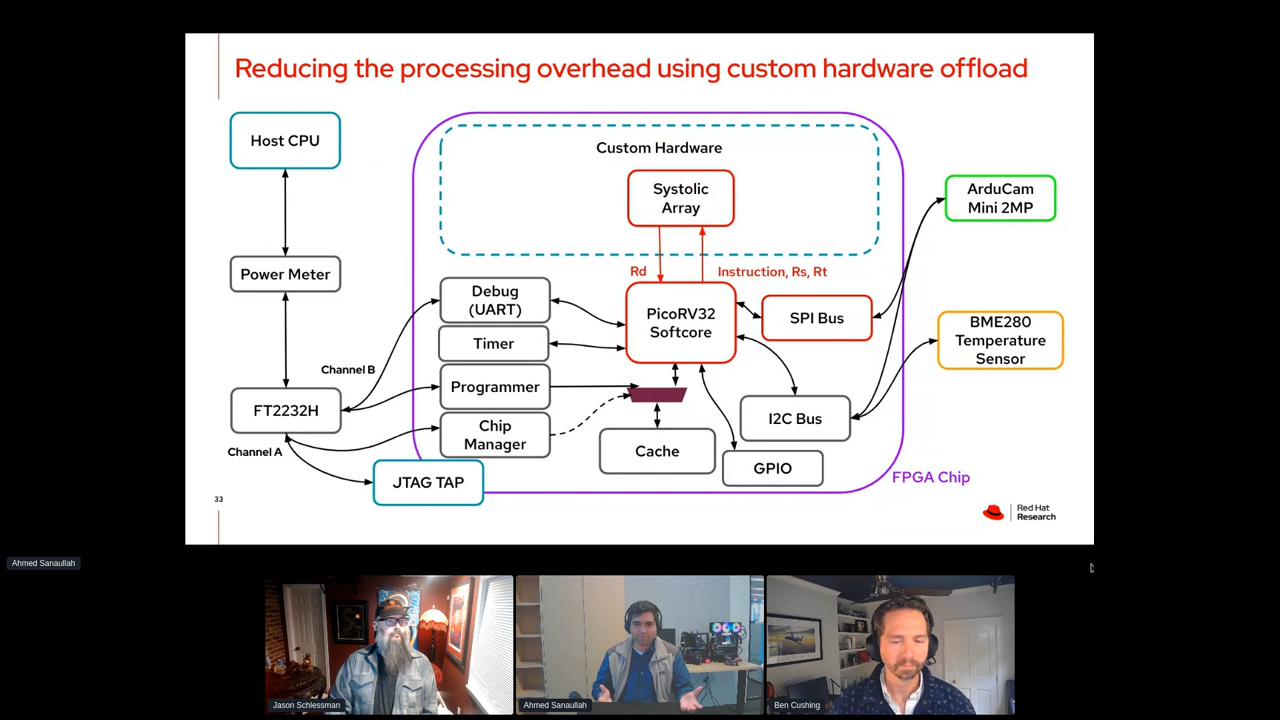 Reducing the processing overhead using custom hardware offload
Host CPU
Custom Hardware
Systolic
Array
ArduCam
Mini 2MP
Power Meter
Rd
Instruction, Rs, Rt
Debug
(UART)
PicoRV32
Softcore
SPI Bus
BME280
Temperature
Sensor
Timer
Channel B
Programmer
FT2232H
I2C Bus
Chip
Manager
Channel A
Cache
GPIO
JTAG TAP
FPGA Chip
33
Red Hat
Research
Ahmed Sanaullah
Jason Schlessman
Ahmed Sanaullah
Ben Cushing